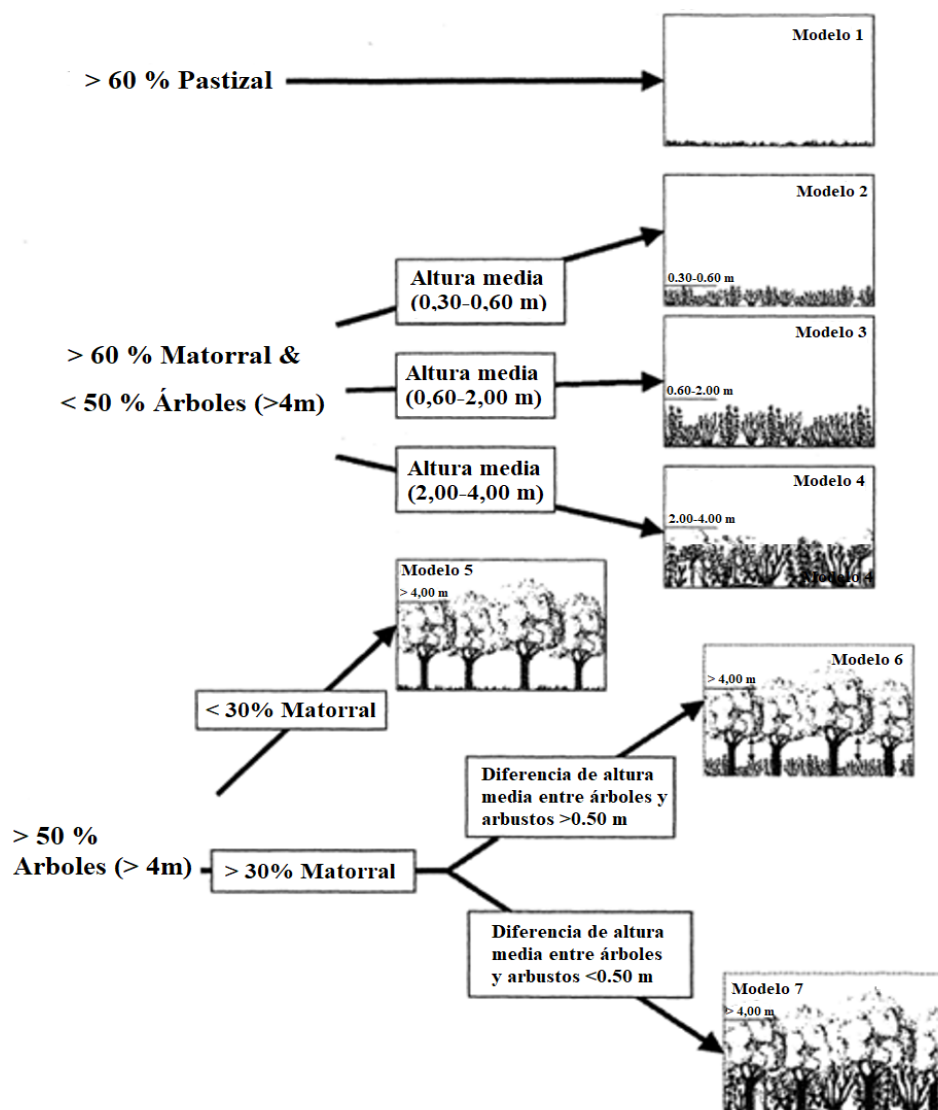 Modelo 1
> 60 % Pastizal
Modelo 2
0.30-0.60 m
Altura media
(0,30-0,60 m)
> 60 % Matorral &
< 50 % Árboles (>4m)
Altura media
(0,60-2,00 m)
Modelo 3
0.60-2.00 m
Altura media
(2,00-4,00 m)
Modelo 4
2.00-4.00 m
Modelo 4
Modelo 5
> 4,00 m
< 30% Matorral
Modelo 6
> 4,00 m
Diferencia de altura
media entre árboles y
arbustos >0.50 m
> 50 %
Arboles (> 4m)
> 30% Matorral
Diferencia de altura
media entre árboles
y arbustos <0.50 m
Modelo 7
> 4,00 m